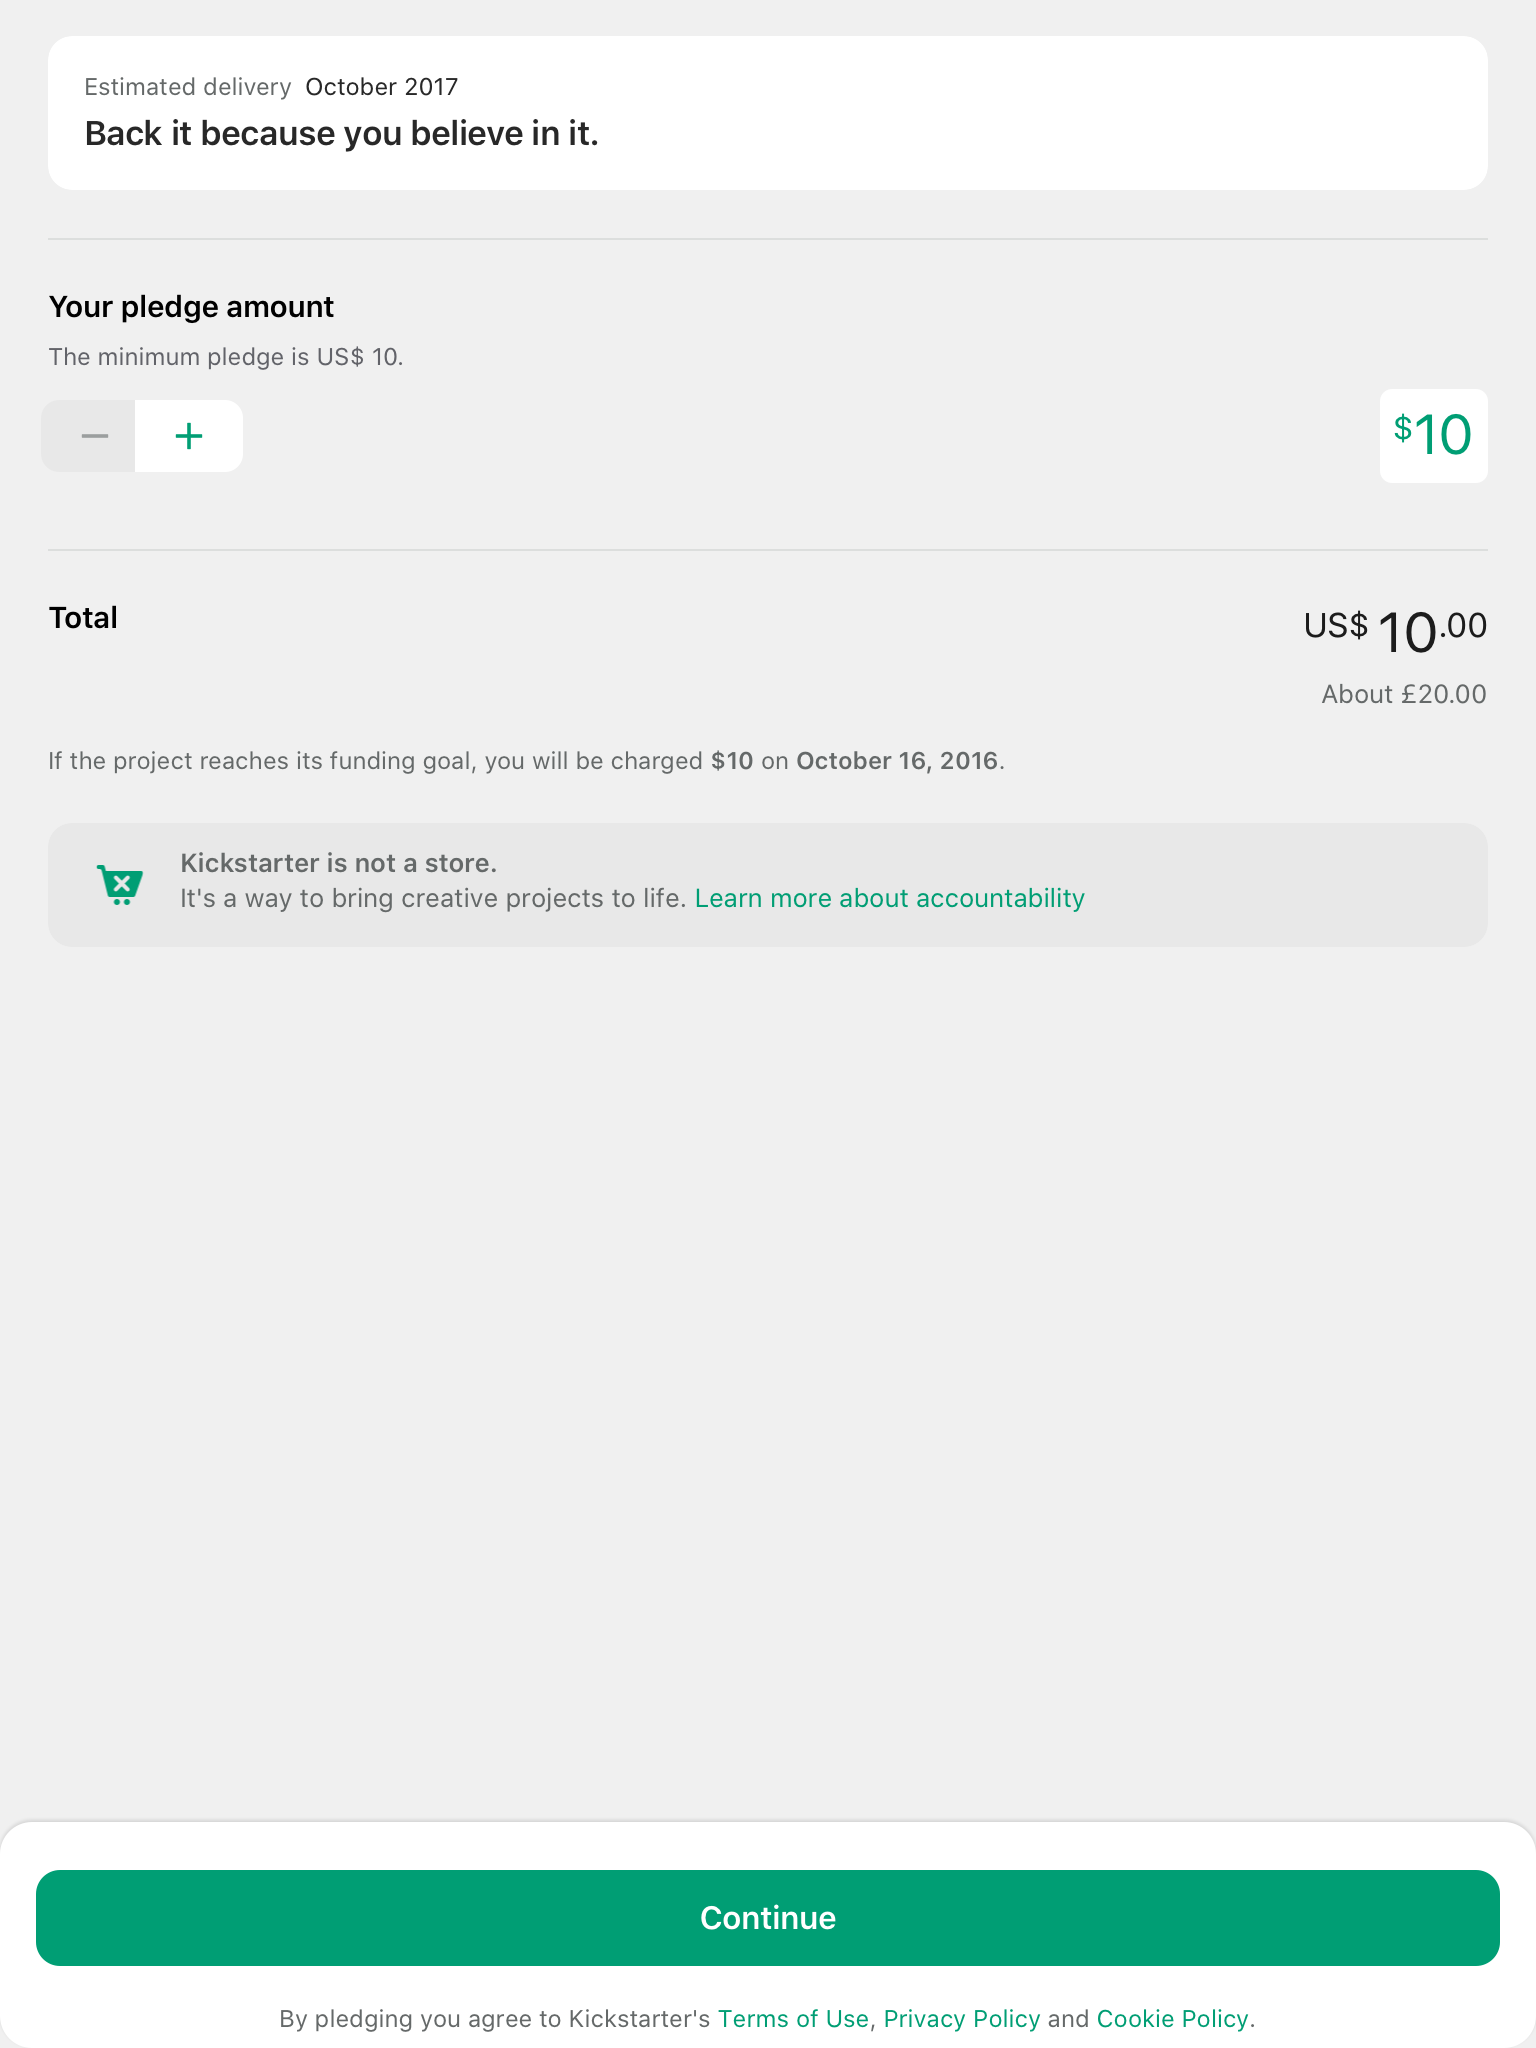 Estimated delivery October 2017
Back it because you believe in it.
Your pledge amount
The minimum pledge is US$ 10.
$10
Total
US$ 10.00
About £20.00
If the project reaches its funding goal, you will be charged $10 on October 16, 2016.
Kickstarter is not a store.
It's a way to bring creative projects to life. Learn more about accountability
Continue
By pledging you agree to Kickstarter's Terms of Use, Privacy Policy and Cookie Policy.